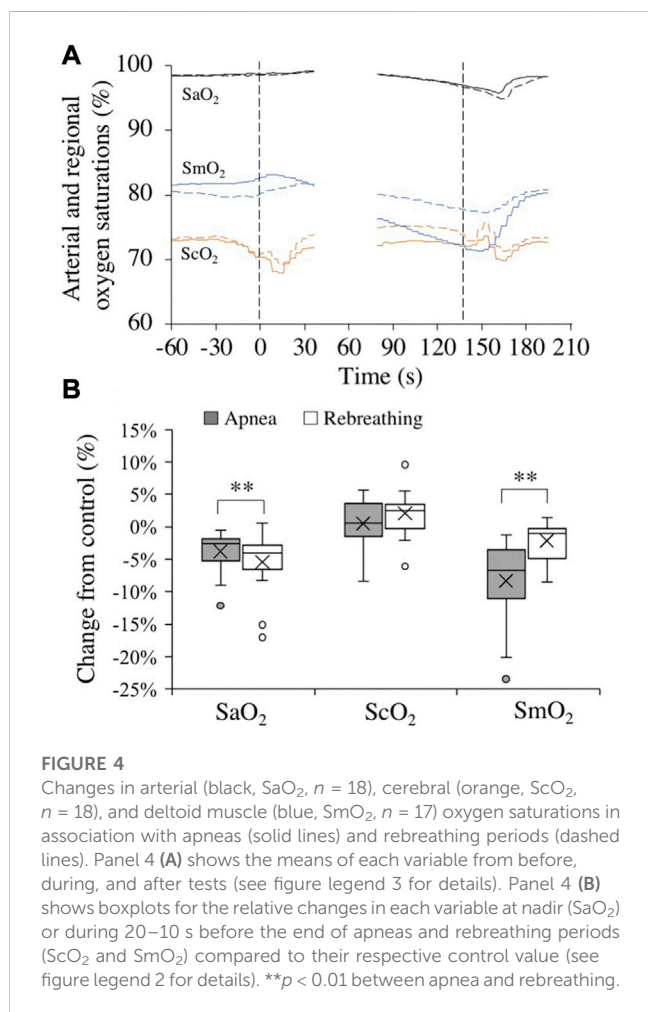 A
Arterial and regional
oxygen saturations (%)
100
90
80
70
60
SaO₂
SmO₂
ScO₂
-60 -30 0 30 60 90 120 150 180 210
Time (s)
B
Apnea Rebreathing
Change from control (%)
15%
10%
5%
0%
-5%
-10%
-15%
-20%
-25%
**
**
SaO₂ ScO₂ SmO₂
FIGURE 4
Changes in arterial (black, SaO₂, n = 18), cerebral (orange, ScO₂,
n = 18), and deltoid muscle (blue, SmO₂, n = 17) oxygen saturations in
association with apneas (solid lines) and rebreathing periods (dashed
lines). Panel 4 (A) shows the means of each variable from before,
during, and after tests (see figure legend 3 for details). Panel 4 (B)
shows boxplots for the relative changes in each variable at nadir (SaO₂)
or during 20–10 s before the end of apneas and rebreathing periods
(ScO₂ and SmO₂) compared to their respective control value (see
figure legend 2 for details). **p < 0.01 between apnea and rebreathing.